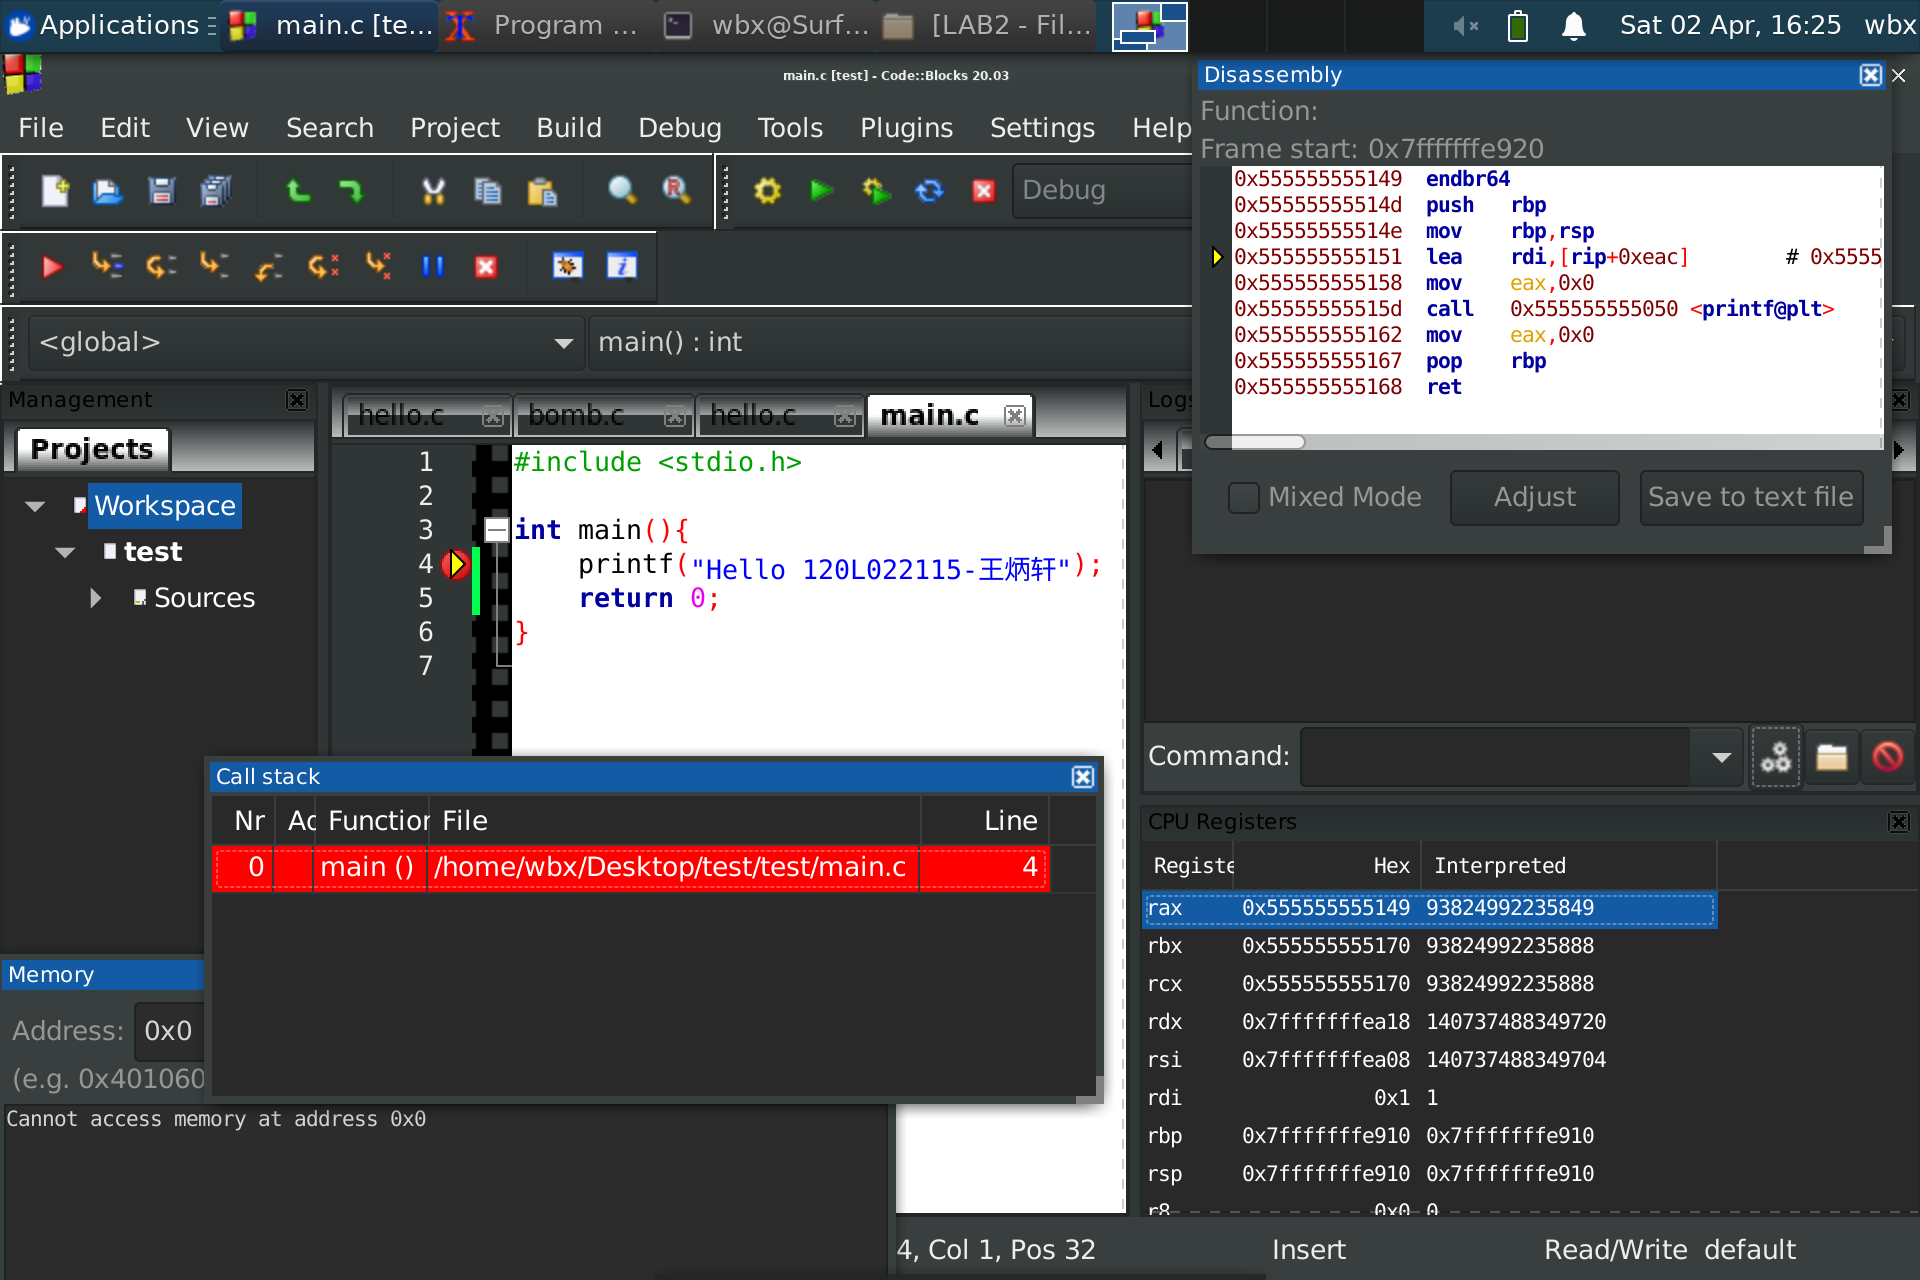 Applications
main.c [te...
Program ...
wbx@Surf...
[LAB2 - Fil...
Sat 02 Apr, 16:25
wbx
main.c [test] - Code::Blocks 20.03
File Edit View Search Project Build Debug Tools Plugins Settings Help
Debug
<global>
main() : int
Management
Projects
Workspace
test
Sources
hello.c
bomb.c
hello.c
main.c
1 #include <stdio.h>
2
3 int main(){
4 printf("Hello 120L022115-王炳轩");
5 return 0;
6 }
7
Disassembly
Function:
Frame start: 0x7fffffffe920
0x555555555149 endbr64
0x55555555514d push rbp
0x55555555514e mov rbp,rsp
0x555555555151 lea rdi,[rip+0xeac] # 0x5555
0x555555555158 mov eax,0x0
0x55555555515d call 0x555555555050 <printf@plt>
0x555555555162 mov eax,0x0
0x555555555167 pop rbp
0x555555555168 ret
Mixed Mode
Adjust
Save to text file
Logs
Command:
Call stack
Nr Ad Function File Line
0 main () /home/wbx/Desktop/test/test/main.c 4
Memory
Address: 0x0
(e.g. 0x401060
Cannot access memory at address 0x0
CPU Registers
Registe Hex Interpreted
rax 0x555555555149 93824992235849
rbx 0x555555555170 93824992235888
rcx 0x555555555170 93824992235888
rdx 0x7fffffffea18 140737488349720
rsi 0x7fffffffea08 140737488349704
rdi 0x1 1
rbp 0x7fffffffe910 0x7fffffffe910
rsp 0x7fffffffe910 0x7fffffffe910
r8 0x0 0
4, Col 1, Pos 32
Insert
Read/Write default